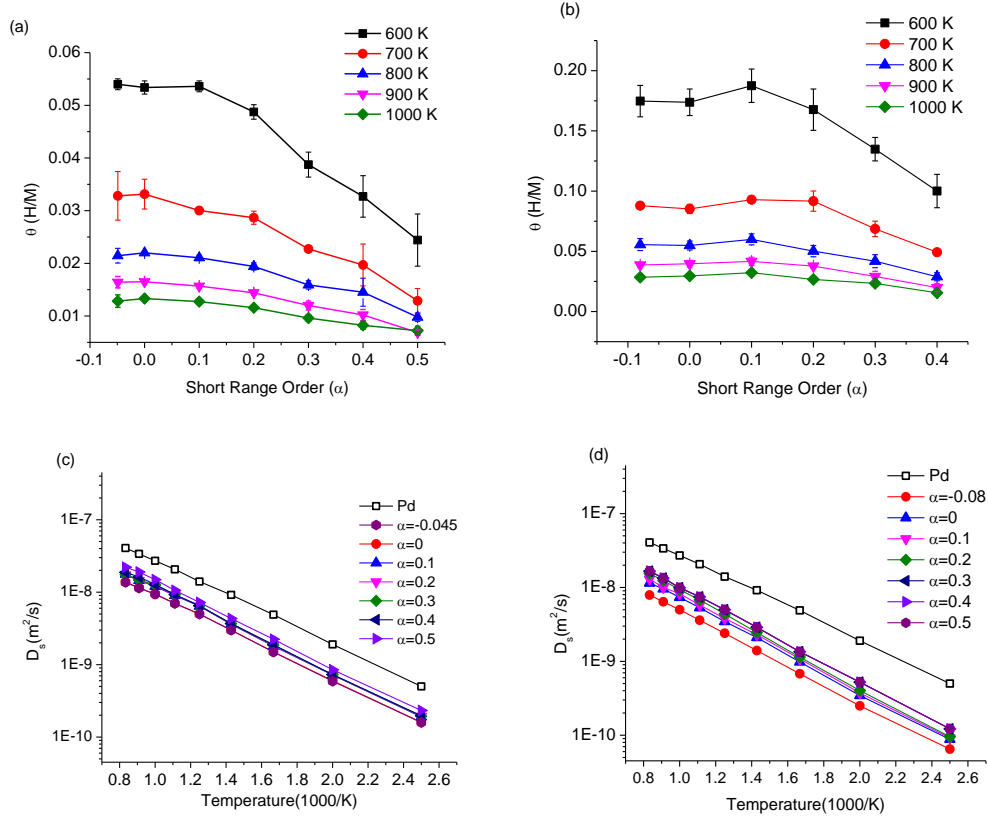 (a)
600 K
700 K
800 K
900 K
1000 K
0.06
0.05
0.04
0.03
0.02
0.01
θ (H/M)
-0.1 0.0 0.1 0.2 0.3 0.4 0.5
Short Range Order (α)
(b)
600 K
700 K
800 K
900 K
1000 K
0.20
0.15
0.10
0.05
0.00
θ (H/M)
-0.1 0.0 0.1 0.2 0.3 0.4
Short Range Order (α)
(c)
Pd
α=-0.045
α=0
α=0.1
α=0.2
α=0.3
α=0.4
α=0.5
1E-7
1E-8
1E-9
1E-10
Ds(m²/s)
0.8 1.0 1.2 1.4 1.6 1.8 2.0 2.2 2.4 2.6
Temperature(1000/K)
(d)
Pd
α=-0.08
α=0
α=0.1
α=0.2
α=0.3
α=0.4
α=0.5
1E-7
1E-8
1E-9
1E-10
Ds(m²/s)
0.8 1.0 1.2 1.4 1.6 1.8 2.0 2.2 2.4 2.6
Temperature(1000/K)